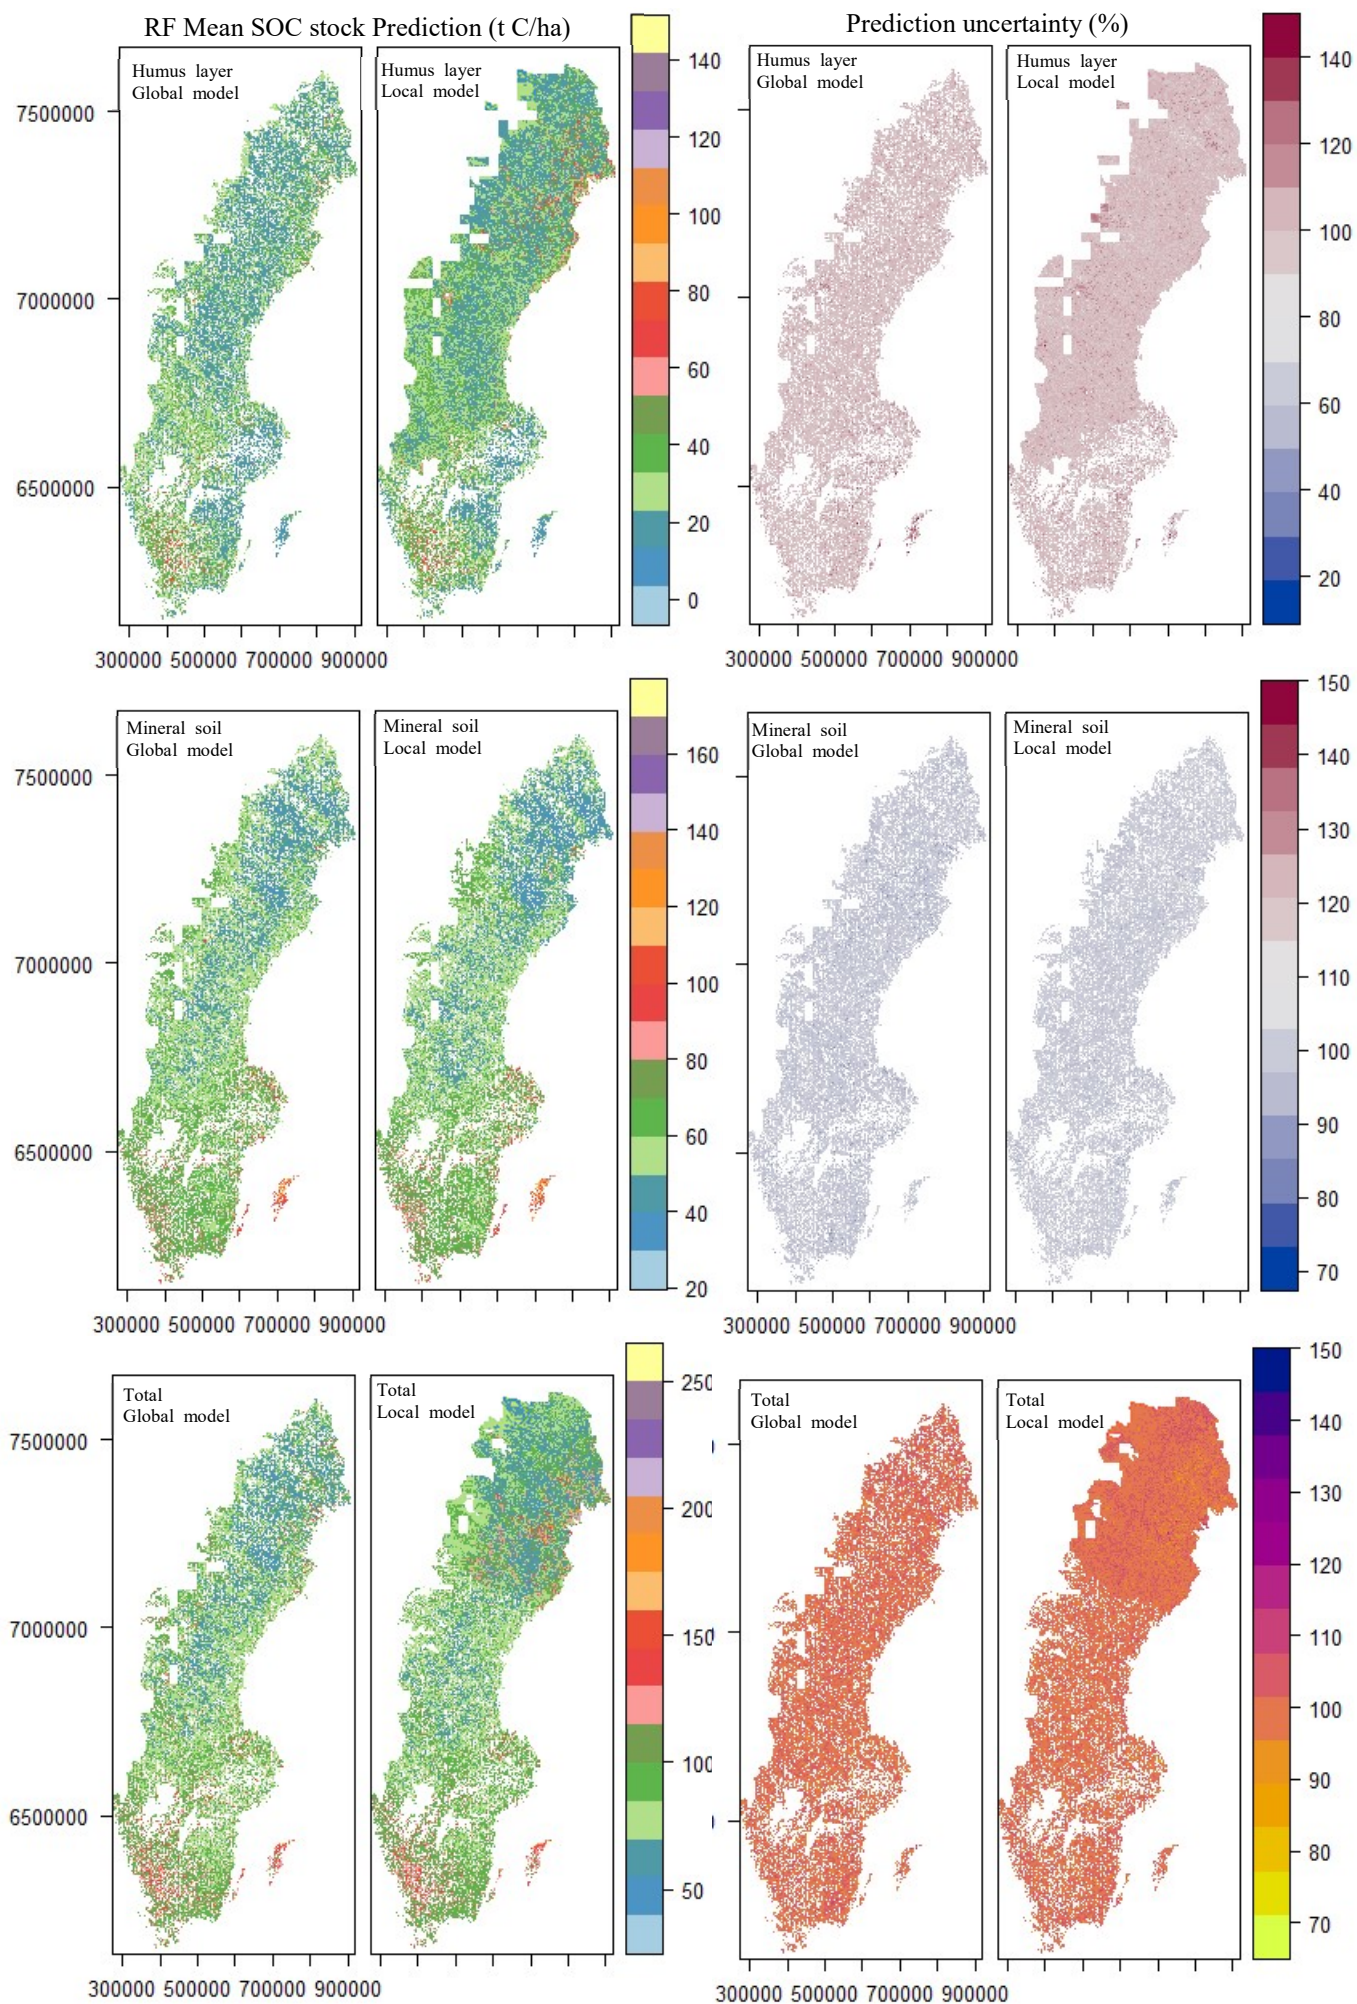 RF Mean SOC stock Prediction (t C/ha)
Prediction uncertainty (%)
Humus layer
Global model
Humus layer
Local model
140
120
100
80
60
40
20
0
7500000
7000000
6500000
300000 500000 700000 900000
Humus layer
Global model
Humus layer
Local model
140
120
100
80
60
40
20
300000 500000 700000 900000
Mineral soil
Global model
Mineral soil
Local model
160
140
120
100
80
60
40
20
7500000
7000000
6500000
300000 500000 700000 900000
Mineral soil
Global model
Mineral soil
Local model
150
140
130
120
110
100
90
80
70
300000 500000 700000 900000
Total
Global model
Total
Local model
250
200
150
100
50
7500000
7000000
6500000
300000 500000 700000 900000
Total
Global model
Total
Local model
150
140
130
120
110
100
90
80
70
300000 500000 700000 900000